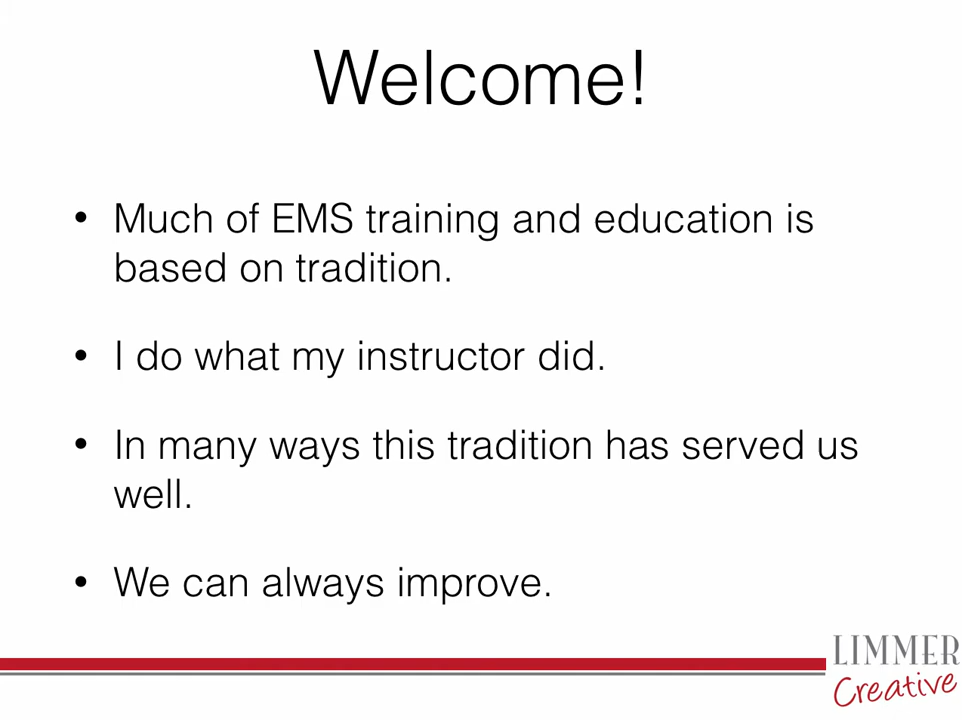 Welcome!
• Much of EMS training and education is
based on tradition.
• I do what my instructor did.
• In many ways this tradition has served us
well.
• We can always improve.
LIMMER
Creative